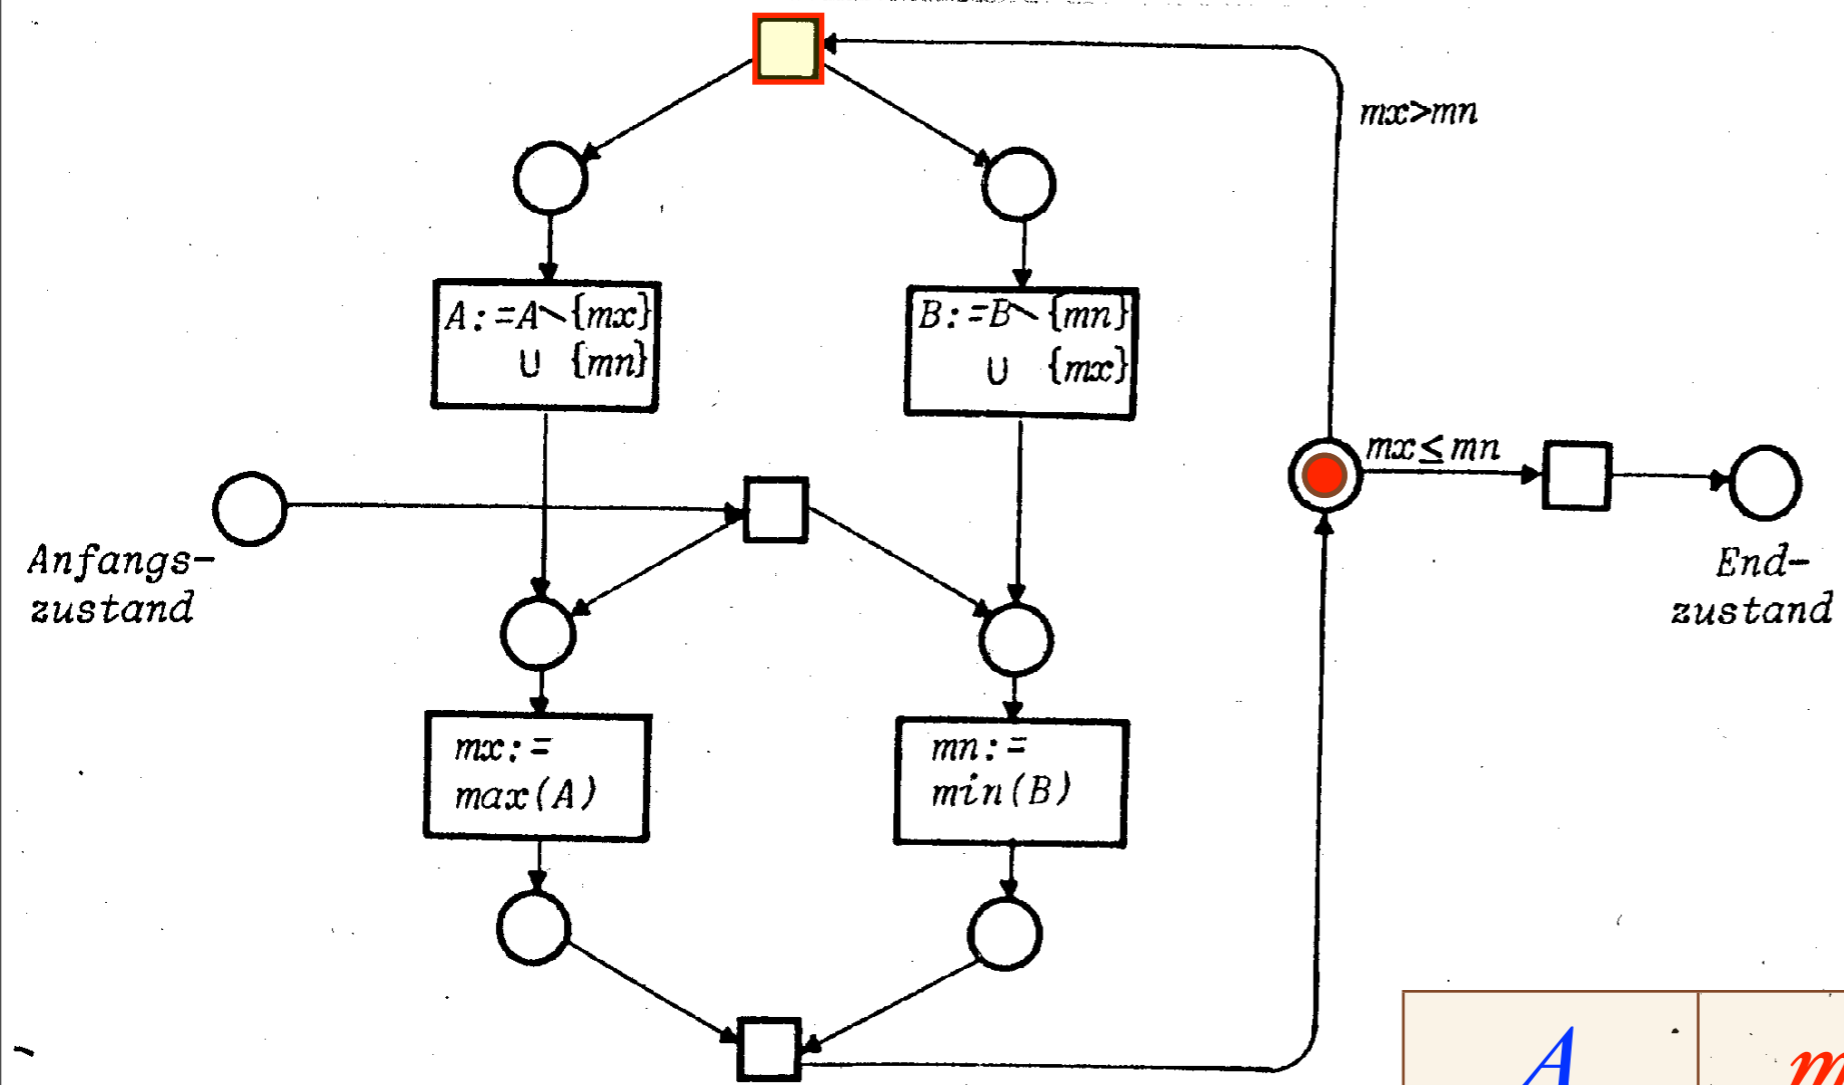 mx>mn
A:=A∖{mx}
∪ {mn}
B:=B∖{mn}
∪ {mx}
mx≤mn
Anfangs-
zustand
End-
zustand
mx:=
max(A)
mn:=
min(B)
A